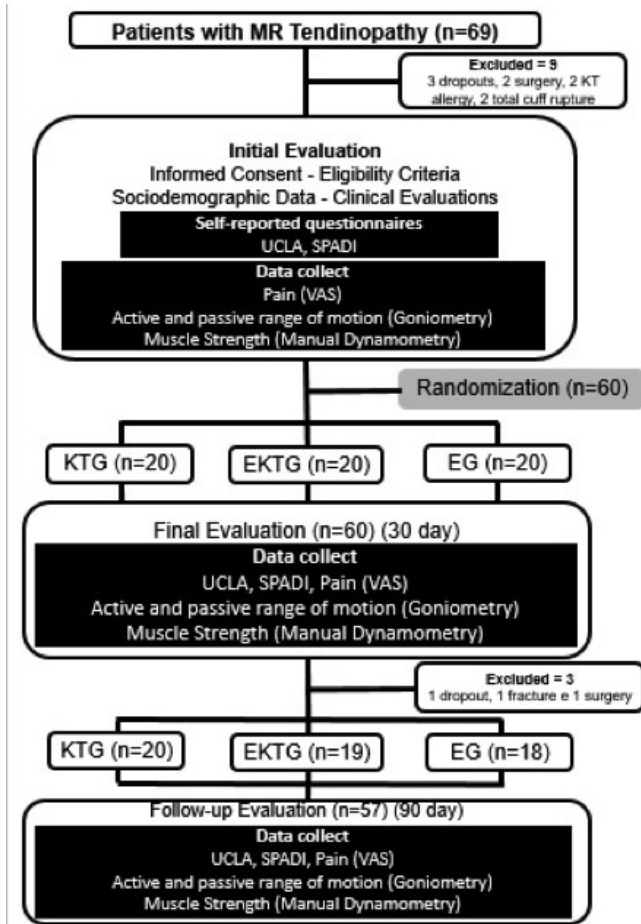 Patients with MR Tendinopathy (n=69)
Excluded = 9
3 dropouts, 2 surgery, 2 KT
allergy, 2 total cuff rupture
Initial Evaluation
Informed Consent - Eligibility Criteria
Sociodemographic Data - Clinical Evaluations
Self-reported questionnaires
UCLA, SPADI
Data collect
Pain (VAS)
Active and passive range of motion (Goniometry)
Muscle Strength (Manual Dynamometry)
Randomization (n=60)
KTG (n=20)
EKTG (n=20)
EG (n=20)
Final Evaluation (n=60) (30 day)
Data collect
UCLA, SPADI, Pain (VAS)
Active and passive range of motion (Goniometry)
Muscle Strength (Manual Dynamometry)
Excluded = 3
1 dropout, 1 fracture e 1 surgery
KTG (n=20)
EKTG (n=19)
EG (n=18)
Follow-up Evaluation (n=57) (90 day)
Data collect
UCLA, SPADI, Pain (VAS)
Active and passive range of motion (Goniometry)
Muscle Strength (Manual Dynamometry)